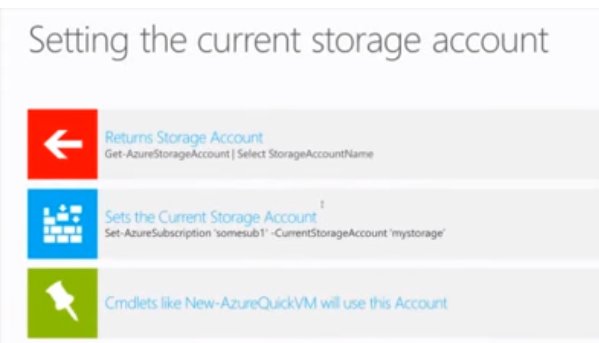 Setting the current storage account
Returns Storage Account
Get-AzureStorageAccount| Select StorageAccountName
Sets the Current Storage Account
Set-AzureSubscription 'somesub1' -CurrentStorageAccount 'mystorage'
Cmdlets like New-AzureQuickVM will use this Account